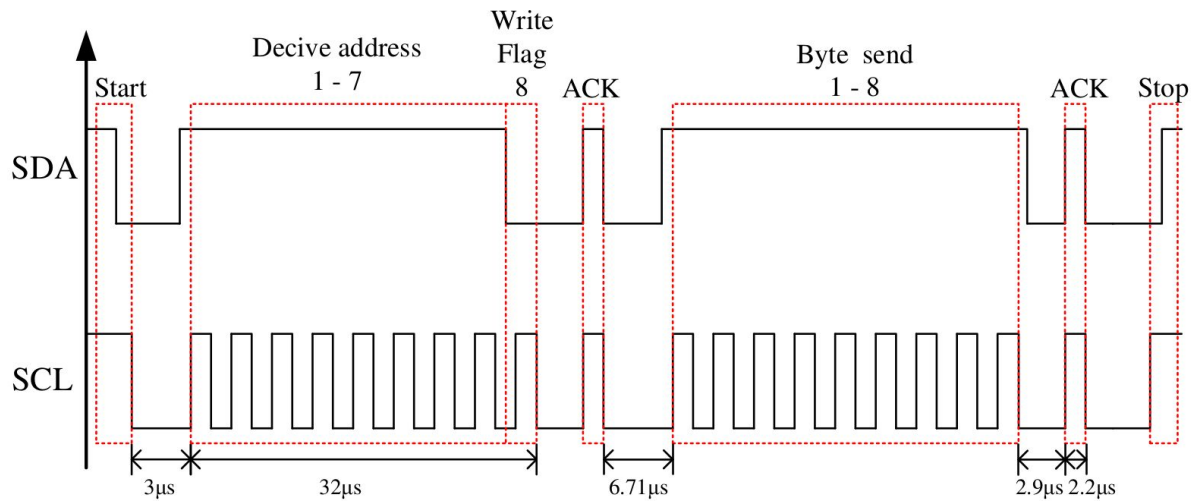 Start
Decive address
1 - 7
Write
Flag
8
ACK
Byte send
1 - 8
ACK
Stop
SDA
SCL
3μs
32μs
6.71μs
2.9μs
2.2μs